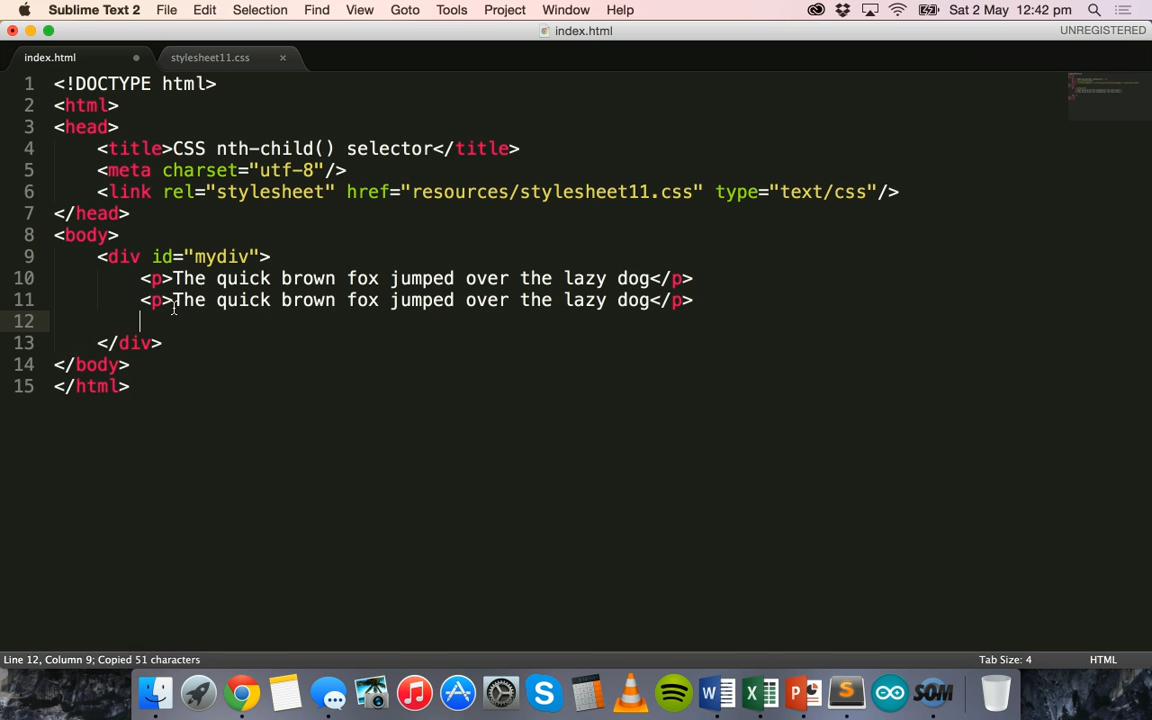 Sublime Text 2 File Edit Selection Find View Goto Tools Project Window Help Sat 2 May 12:42 pm
index.html UNREGISTERED
index.html stylesheet11.css
1 <!DOCTYPE html>
2 <html>
3 <head>
4 <title>CSS nth-child() selector</title>
5 <meta charset="utf-8"/>
6 <link rel="stylesheet" href="resources/stylesheet11.css" type="text/css"/>
7 </head>
8 <body>
9 <div id="mydiv">
10 <p>The quick brown fox jumped over the lazy dog</p>
11 <p>The quick brown fox jumped over the lazy dog</p>
12
13 </div>
14 </body>
15 </html>
Line 12, Column 9; Copied 51 characters Tab Size: 4 HTML
W X P S SOM